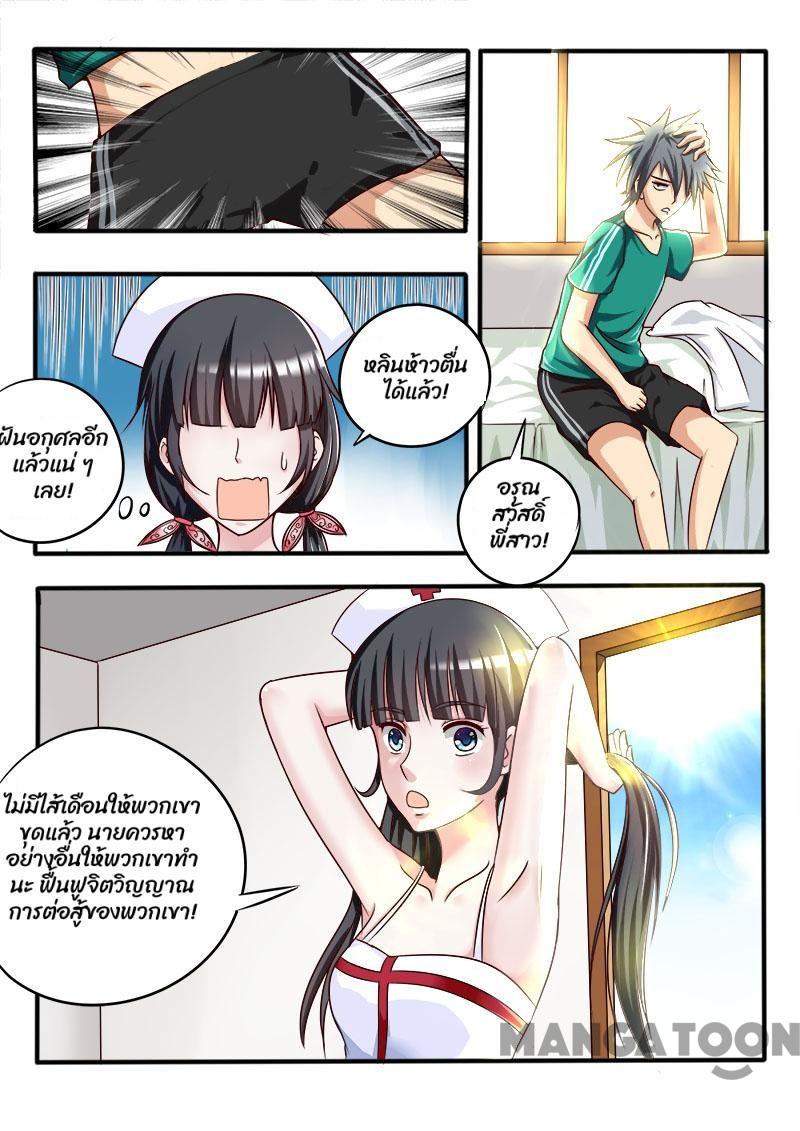 หลินห้าวตื่น
ได้แล้ว!
ฝันอกุศลอีก
แล้วแน่ ๆ
เลย!
อรุณ
สวัสดิ์
พี่สาว!
ไม่มีไส้เดือนให้พวกเขา
ขุดแล้ว นายควรหา
อย่างอื่นให้พวกเขาทำ
นะ ฟื้นฟูจิตวิญญาณ
การต่อสู้ของพวกเขา!
MANGATOON